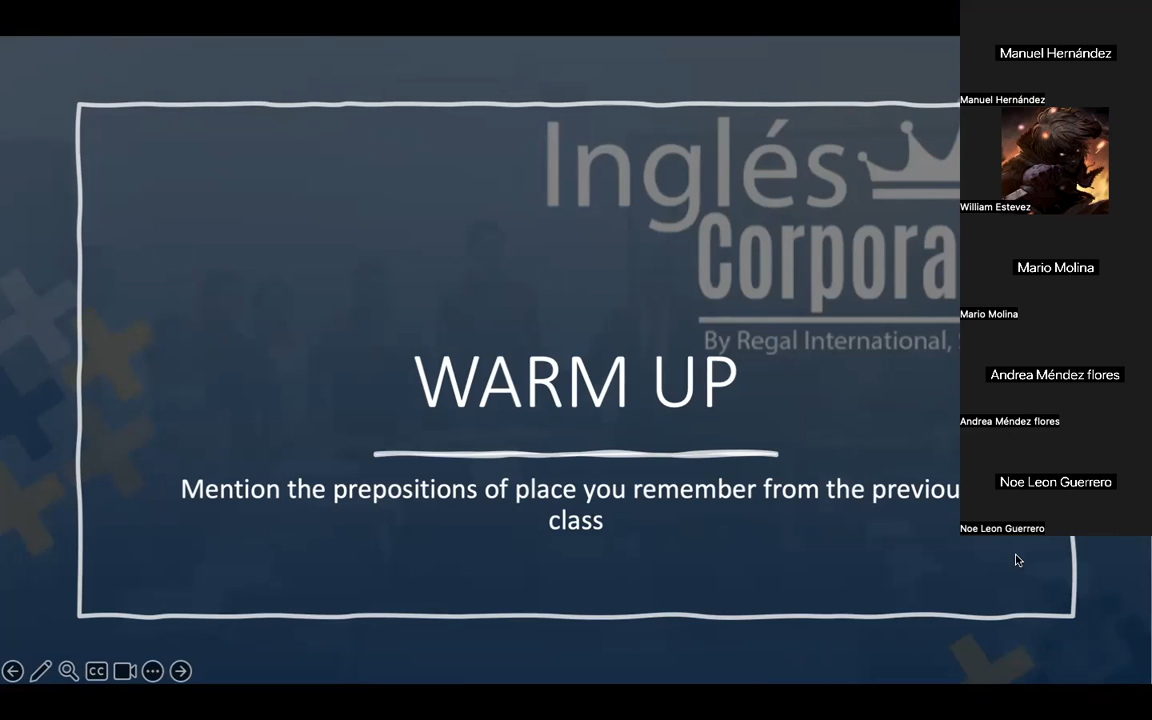 Inglés
Corpora
By Regal International,
WARM UP
Mention the prepositions of place you remember from the previou
class
CC
Manuel Hernández
Manuel Hernández
William Estevez
Mario Molina
Mario Molina
Andrea Méndez flores
Andrea Méndez flores
Noe Leon Guerrero
Noe Leon Guerrero